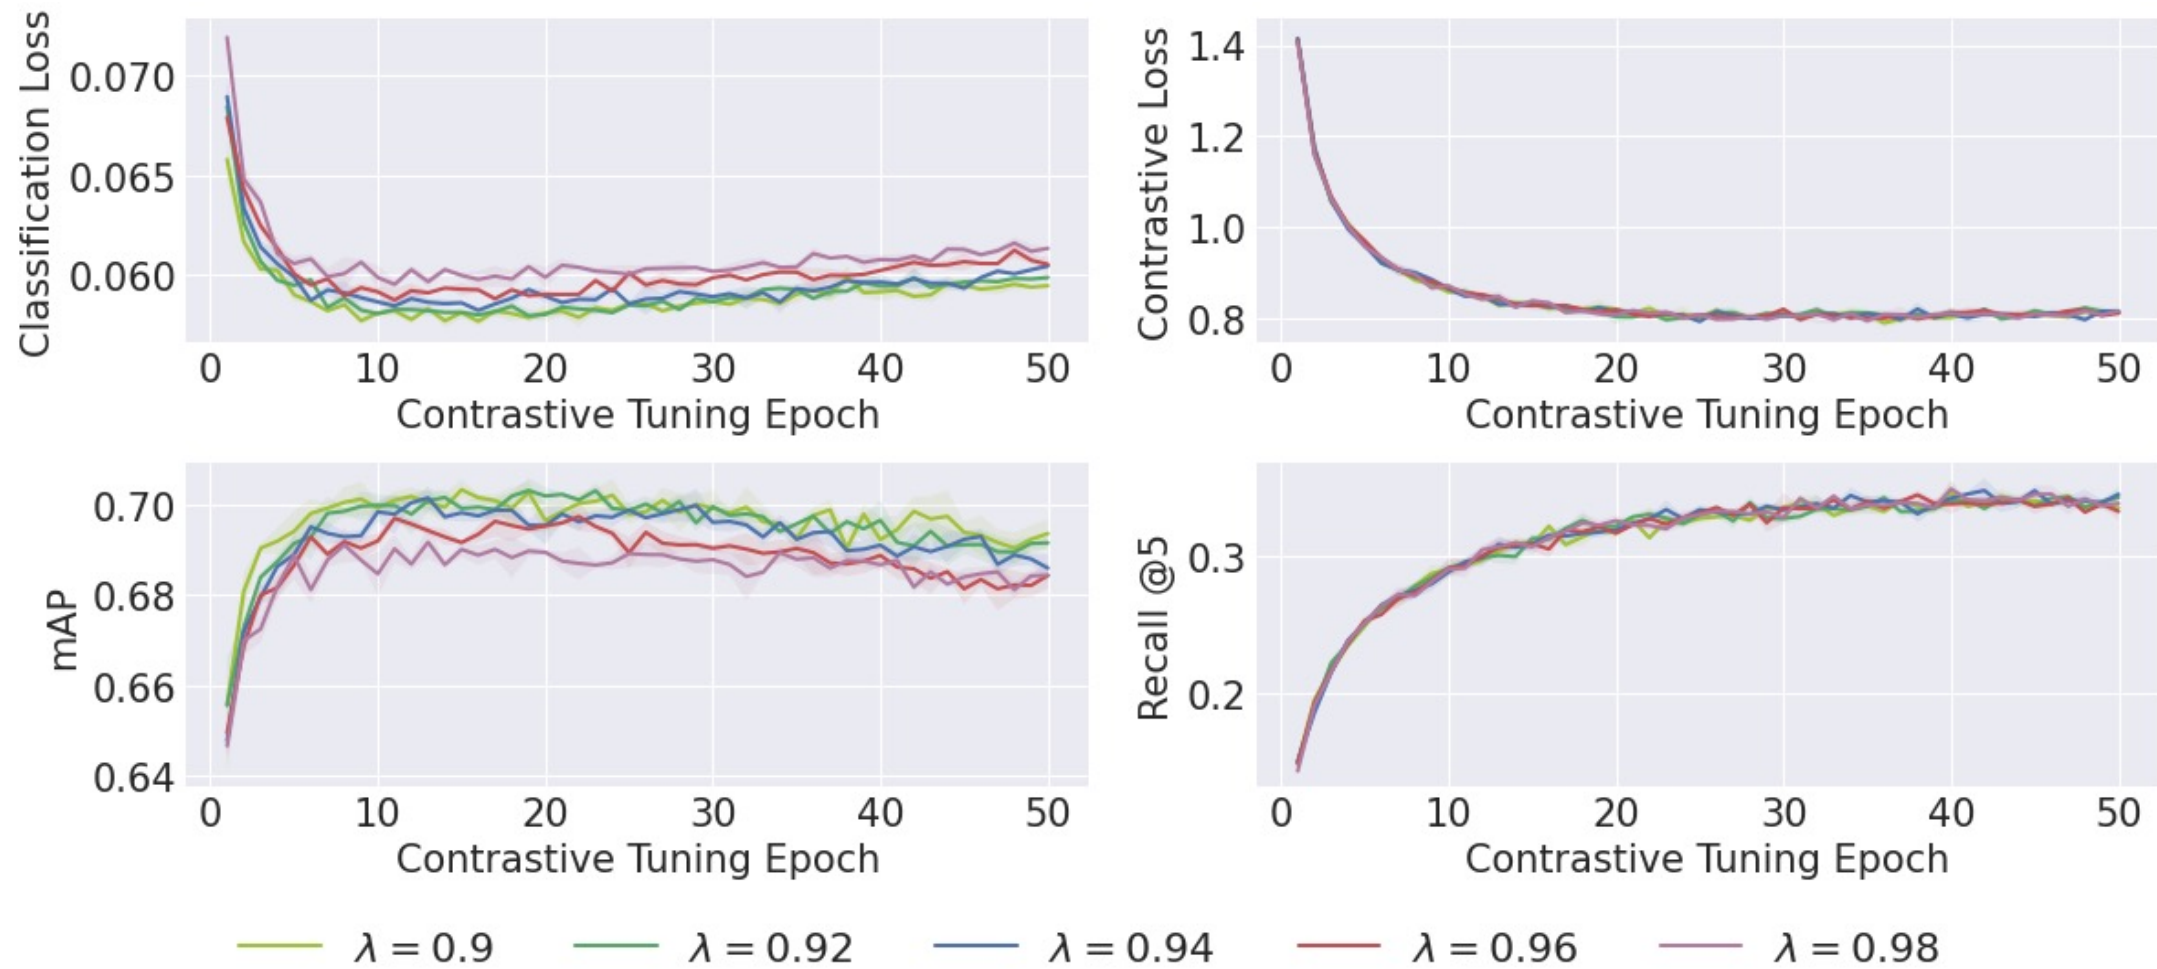 Classification Loss
0.070
0.065
0.060
0 10 20 30 40 50
Contrastive Tuning Epoch
Contrastive Loss
1.4
1.2
1.0
0.8
0 10 20 30 40 50
Contrastive Tuning Epoch
mAP
0.70
0.68
0.66
0.64
0 10 20 30 40 50
Contrastive Tuning Epoch
Recall @5
0.3
0.2
0 10 20 30 40 50
Contrastive Tuning Epoch
λ = 0.9 λ = 0.92 λ = 0.94 λ = 0.96 λ = 0.98